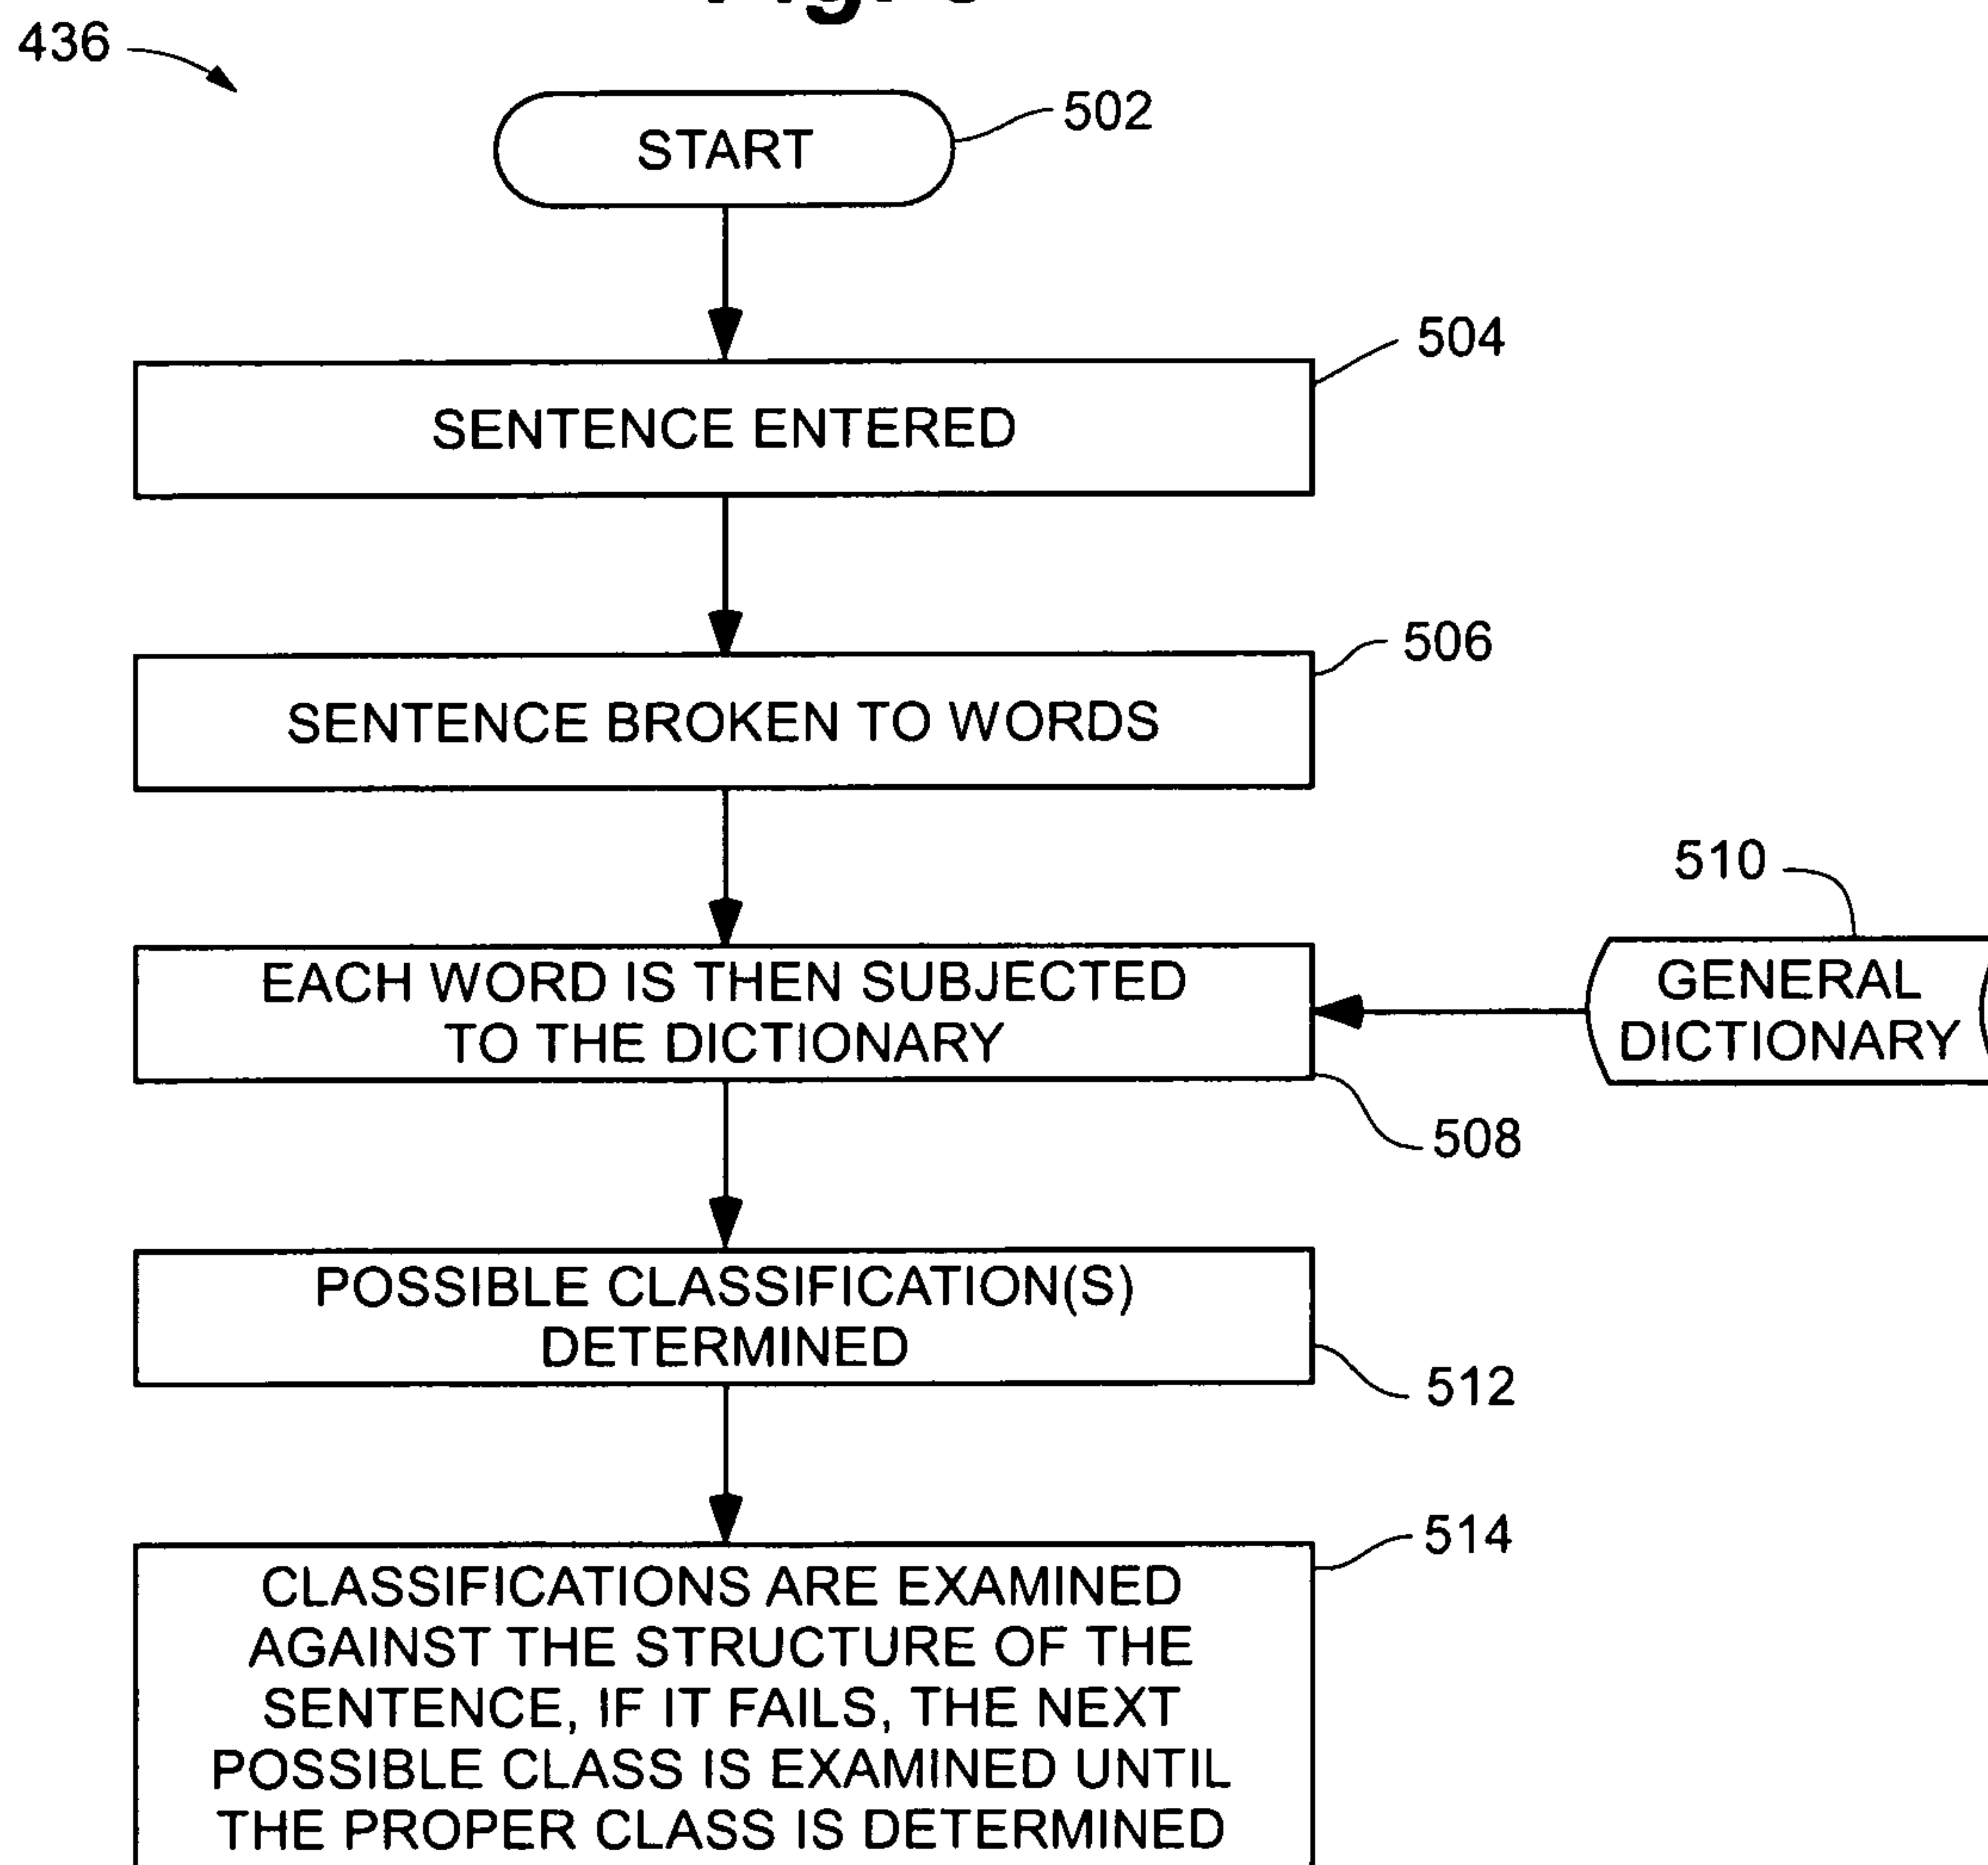 436
START
502
504
SENTENCE ENTERED
506
SENTENCE BROKEN TO WORDS
510
EACH WORD IS THEN SUBJECTED
TO THE DICTIONARY
GENERAL
DICTIONARY
508
POSSIBLE CLASSIFICATION(S)
DETERMINED
512
514
CLASSIFICATIONS ARE EXAMINED
AGAINST THE STRUCTURE OF THE
SENTENCE, IF IT FAILS, THE NEXT
POSSIBLE CLASS IS EXAMINED UNTIL
THE PROPER CLASS IS DETERMINED